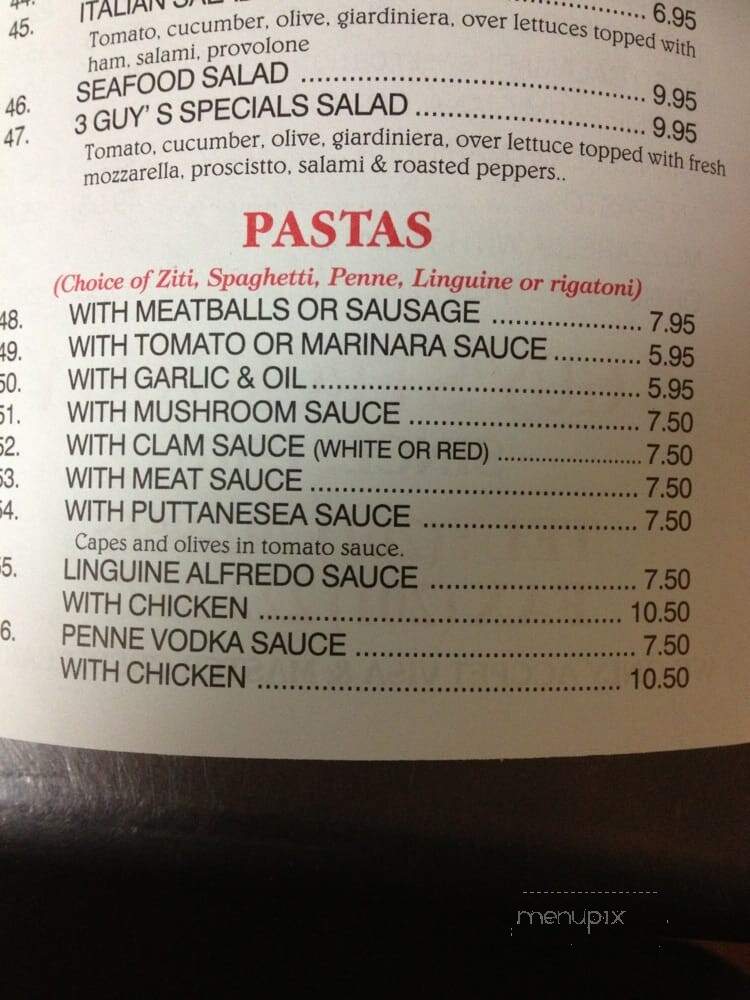 ITALIAN SAL ..... 6.95
45.
Tomato, cucumber, olive, giardiniera, over lettuces topped with
ham, salami, provolone
46. SEAFOOD SALAD ..... 9.95
47. 3 GUY' S SPECIALS SALAD ..... 9.95
Tomato, cucumber, olive, giardiniera, over lettuce topped with fresh
mozzarella, proscistto, salami & roasted peppers..
PASTAS
(Choice of Ziti, Spaghetti, Penne, Linguine or rigatoni)
48. WITH MEATBALLS OR SAUSAGE ..... 7.95
49. WITH TOMATO OR MARINARA SAUCE ..... 5.95
50. WITH GARLIC & OIL ..... 5.95
51. WITH MUSHROOM SAUCE ..... 7.50
52. WITH CLAM SAUCE (WHITE OR RED) ..... 7.50
53. WITH MEAT SAUCE ..... 7.50
54. WITH PUTTANESEA SAUCE ..... 7.50
Capes and olives in tomato sauce.
5. LINGUINE ALFREDO SAUCE ..... 7.50
WITH CHICKEN ..... 10.50
6. PENNE VODKA SAUCE ..... 7.50
WITH CHICKEN ..... 10.50
menupix